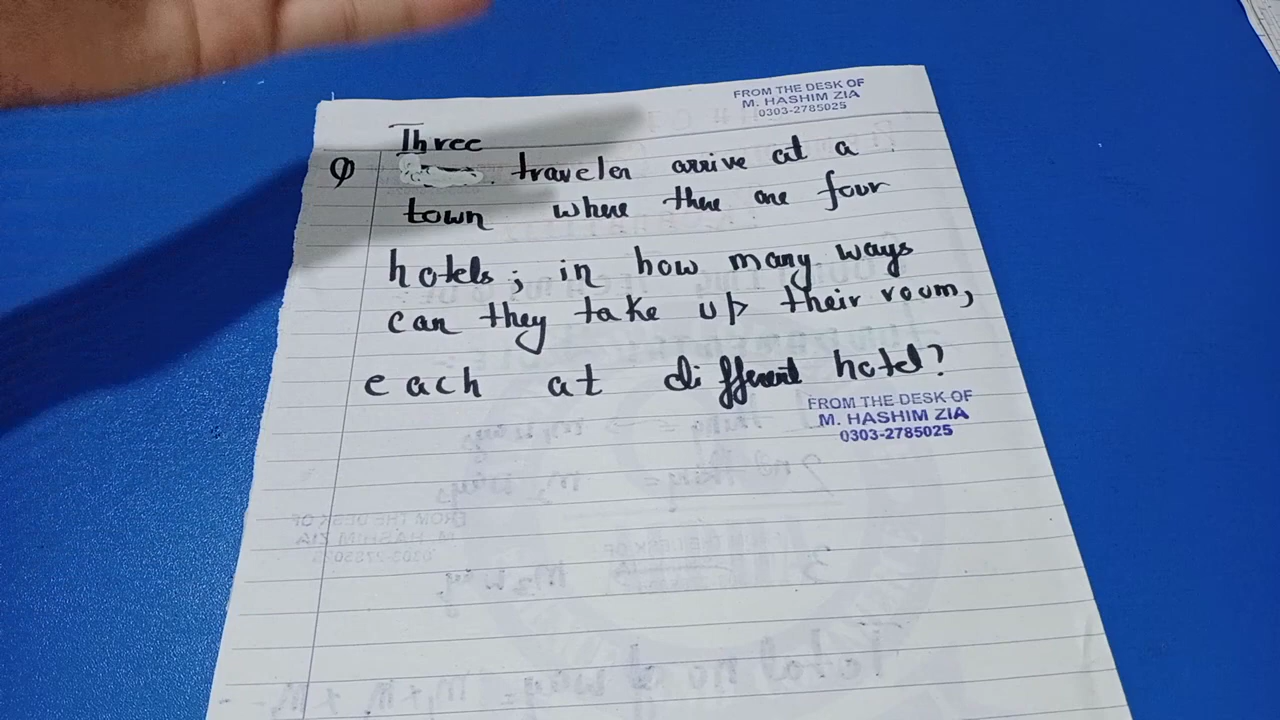 FROM THE DESK OF
M. HASHIM ZIA
0303-2785025
Three
Q traveler arrive at a
town where there are four
hotels; in how many ways
can they take up their room,
each at different hotel?
FROM THE DESK OF
M. HASHIM ZIA
0303-2785025